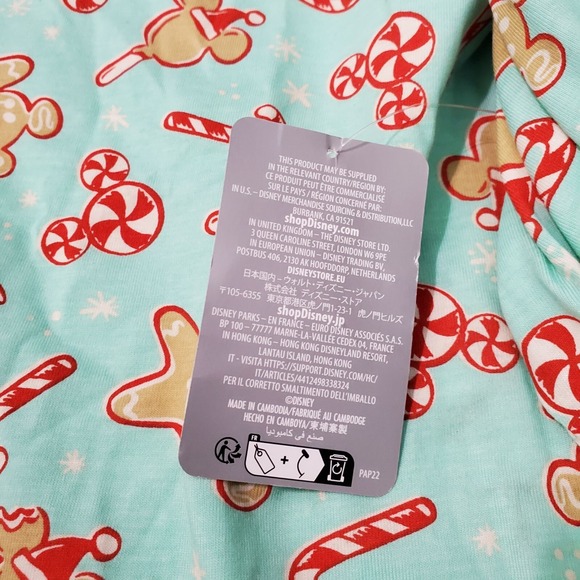 THIS PRODUCT MAY BE SUPPLIED
IN THE RELEVANT COUNTRY/REGION BY:
CE PRODUIT PEUT ÊTRE COMMERCIALISÉ
SUR LE PAYS / RÉGION CONCERNÉ PAR:
IN U.S. – DISNEY MERCHANDISE SOURCING & DISTRIBUTION,LLC
BURBANK, CA 91521
shopDisney.com
IN UNITED KINGDOM – THE DISNEY STORE LTD.
3 QUEEN CAROLINE STREET, LONDON W6 9PE
IN EUROPEAN UNION – DISNEY TRADING BV,
POSTBUS 406, 2130 AK HOOFDDORP, NETHERLANDS
DISNEYSTORE.EU
日本国内－ウォルト・ディズニー・ジャパン
株式会社 ディズニー・ストア
〒105-6355 東京都港区虎ノ門1-23-1 虎ノ門ヒルズ
shopDisney.jp
DISNEY PARKS – EN FRANCE – EURO DISNEY ASSOCIÉS S.A.S.
BP 100 – 77777 MARNE-LA-VALLÉE CEDEX 04, FRANCE
IN HONG KONG – HONG KONG DISNEYLAND RESORT,
LANTAU ISLAND, HONG KONG
IT - VISITA HTTPS://SUPPORT.DISNEY.COM/HC/
IT/ARTICLES/4412498338324
PER IL CORRETTO SMALTIMENTO DELL'IMBALLO
©DISNEY
MADE IN CAMBODIA/FABRIQUÉ AU CAMBODGE
HECHO EN CAMBOYA/柬埔寨製
صنع في كامبوديا
FR
PAP22